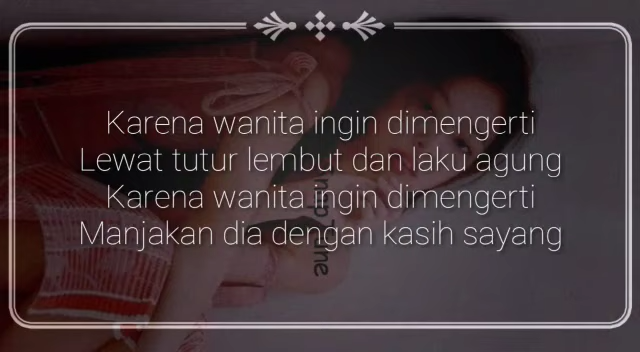 Karena wanita ingin dimengerti
Lewat tutur lembut dan laku agung
Karena wanita ingin dimengerti
Manjakan dia dengan kasih sayang